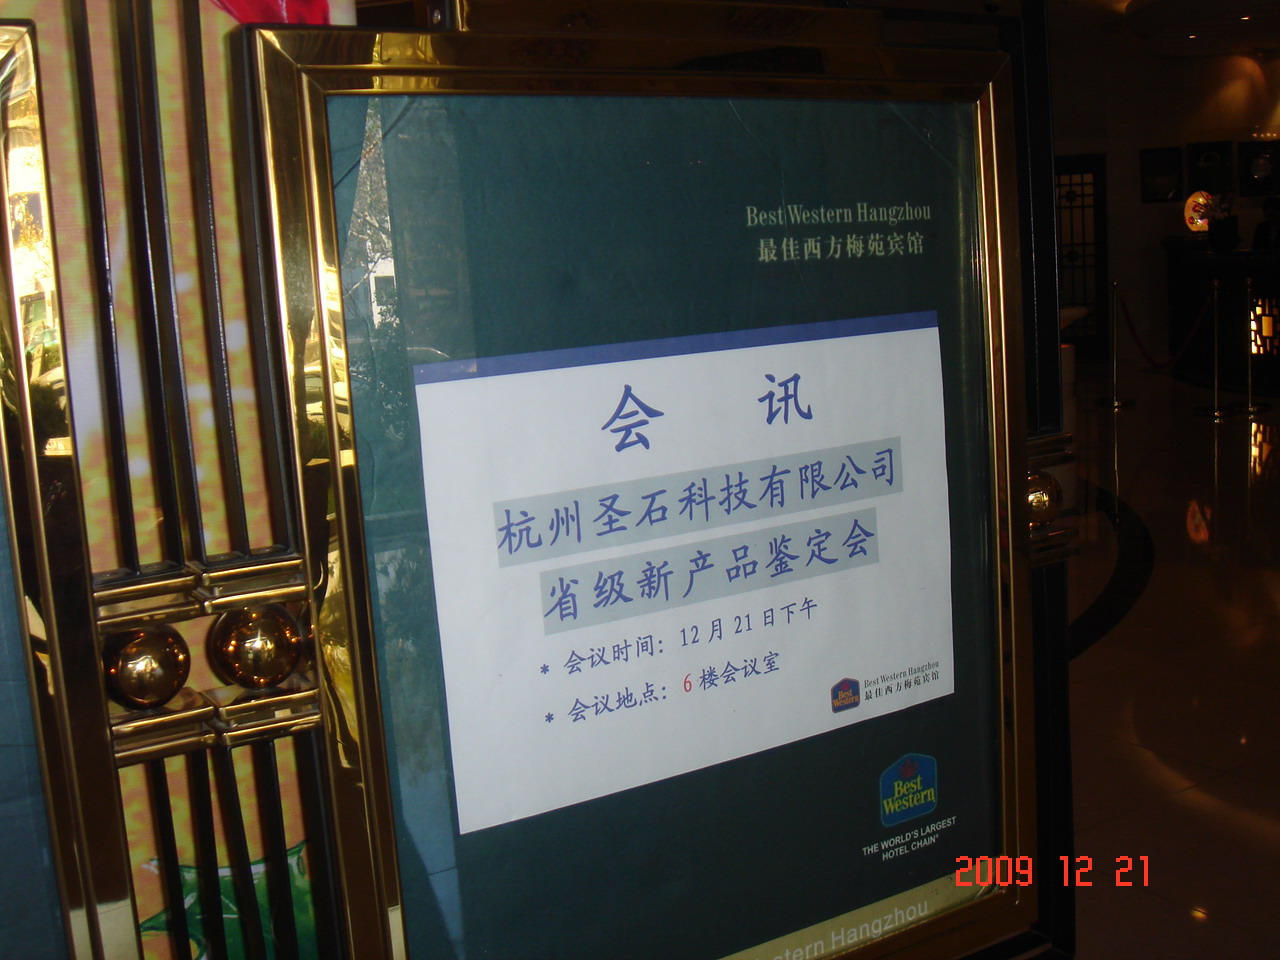 Best Western Hangzhou
最佳西方梅苑宾馆
会 讯
杭州圣石科技有限公司
省级新产品鉴定会
* 会议时间: 12 月 21 日下午
* 会议地点: 6 楼会议室
Best Western
Best Western Hangzhou
最佳西方梅苑宾馆
Best Western
THE WORLD'S LARGEST
HOTEL CHAIN®
2009 12 21
stern Hangzhou